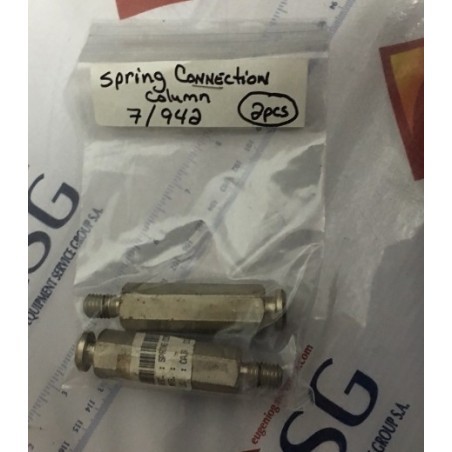 Spring CONNECTION
Column
7/942
2pcs
SG
EQUIPMENT SERVICE GROUP S.A.
SG
GROUP S.A.